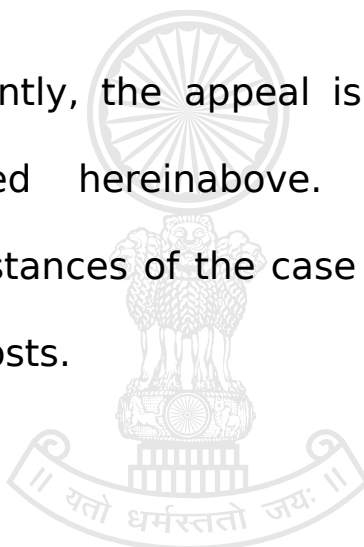 ntly, the appeal is
ed hereinabove.
stances of the case
osts.
॥ यतो धर्मस्ततो जयः ॥